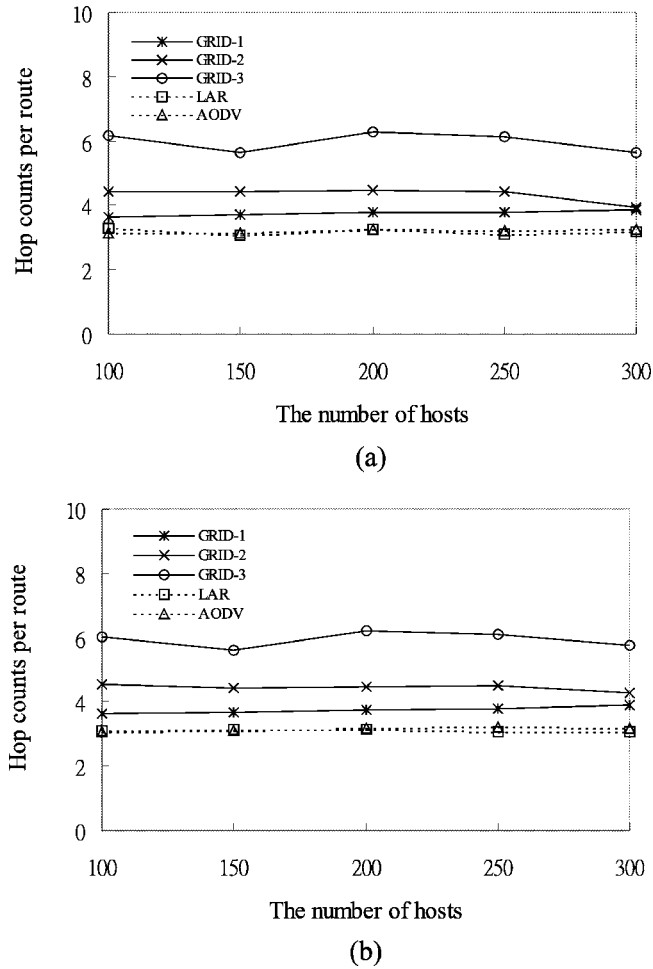 10
8
6
4
2
0
Hop counts per route
GRID-1
GRID-2
GRID-3
LAR
AODV
100 150 200 250 300
The number of hosts
(a)
10
8
6
4
2
0
Hop counts per route
GRID-1
GRID-2
GRID-3
LAR
AODV
100 150 200 250 300
The number of hosts
(b)